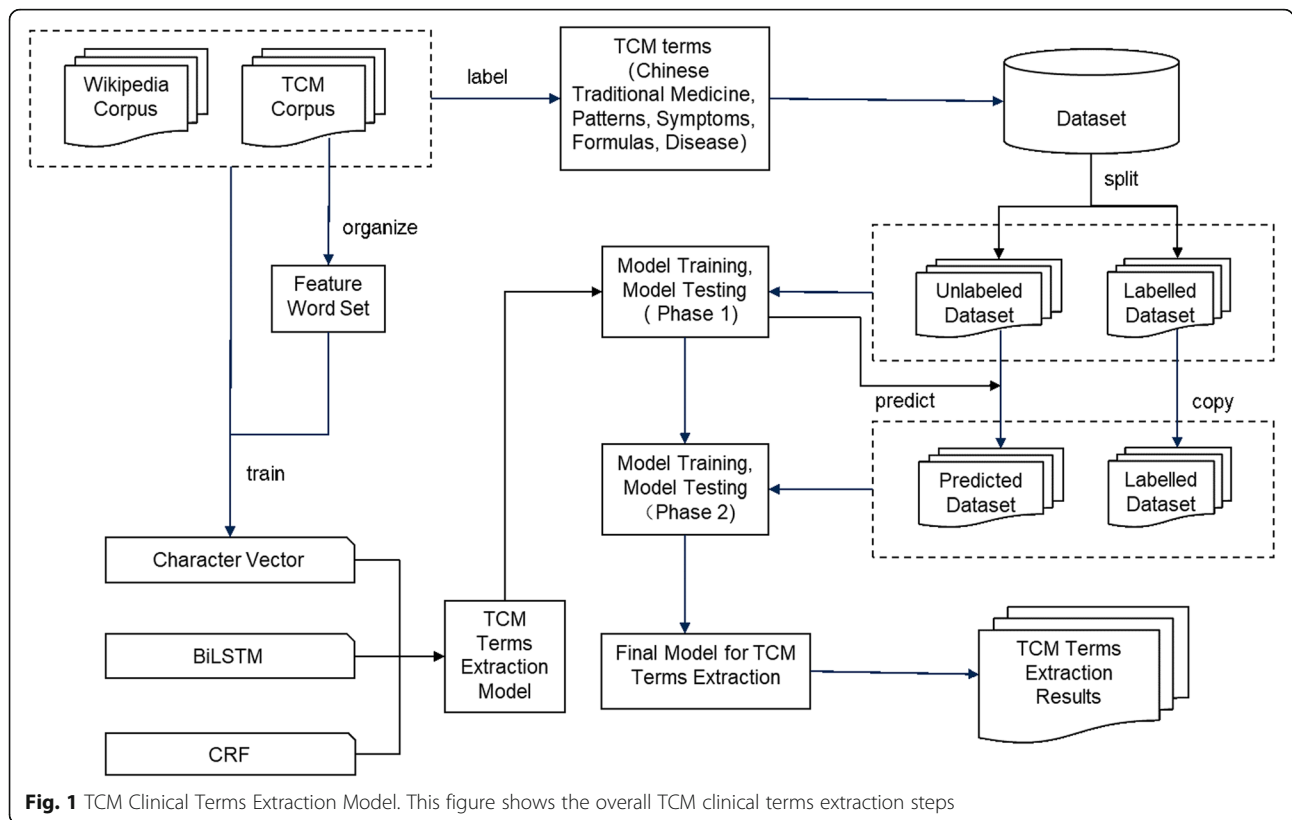 Wikipedia
Corpus
TCM
Corpus
label
TCM terms
(Chinese
Traditional Medicine,
Patterns, Symptoms,
Formulas, Disease)
Dataset
split
organize
Feature
Word Set
Model Training,
Model Testing
( Phase 1)
Unlabeled
Dataset
Labelled
Dataset
predict
copy
train
Model Training,
Model Testing
（Phase 2)
Predicted
Dataset
Labelled
Dataset
Character Vector
BiLSTM
CRF
TCM
Terms
Extraction
Model
Final Model for TCM
Terms Extraction
TCM Terms
Extraction
Results
Fig. 1 TCM Clinical Terms Extraction Model. This figure shows the overall TCM clinical terms extraction steps